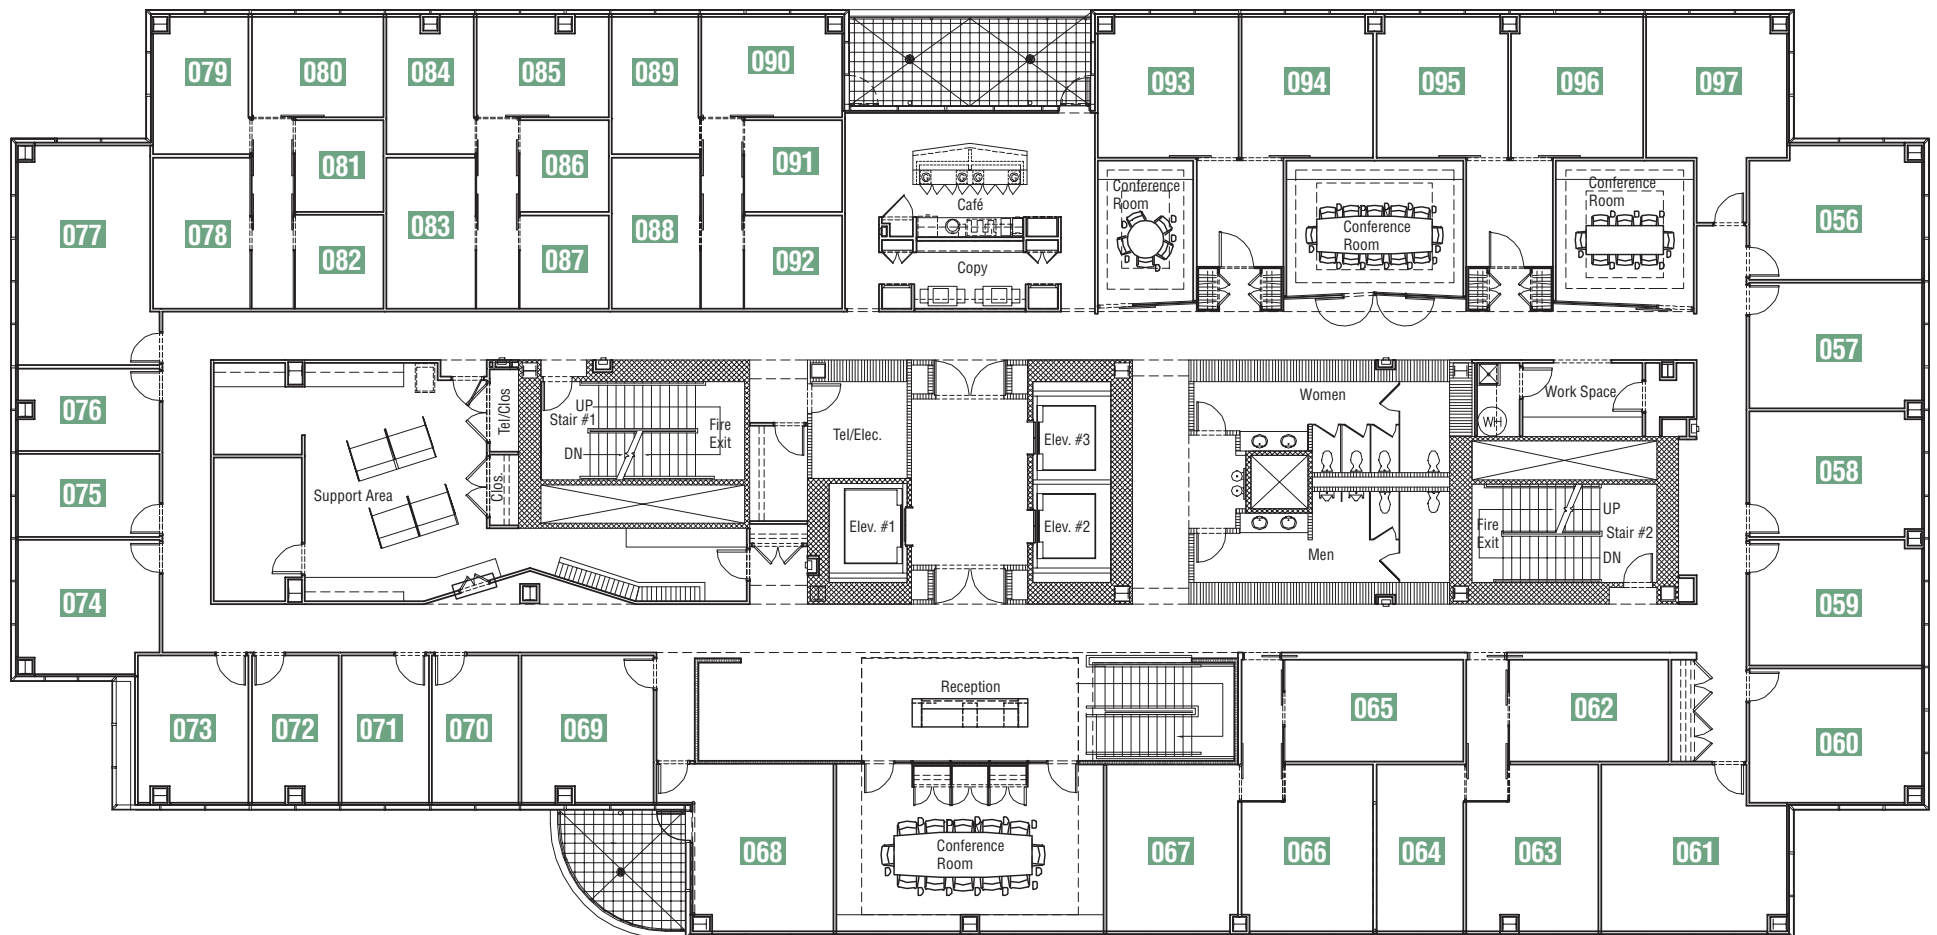 079
080
084
085
089
090
093
094
095
096
097
081
086
091
077
078
083
088
082
087
092
Café
Copy
Conference
Room
Conference
Room
Conference
Room
056
057
058
059
060
076
075
074
Support Area
Tel/Clos
Clos.
UP
Stair #1
DN
Fire
Exit
Tel/Elec.
Elev. #1
Elev. #3
Elev. #2
Women
Men
WH
Work Space
Fire
Exit
UP
Stair #2
DN
073
072
071
070
069
Reception
065
062
068
Conference
Room
067
066
064
063
061